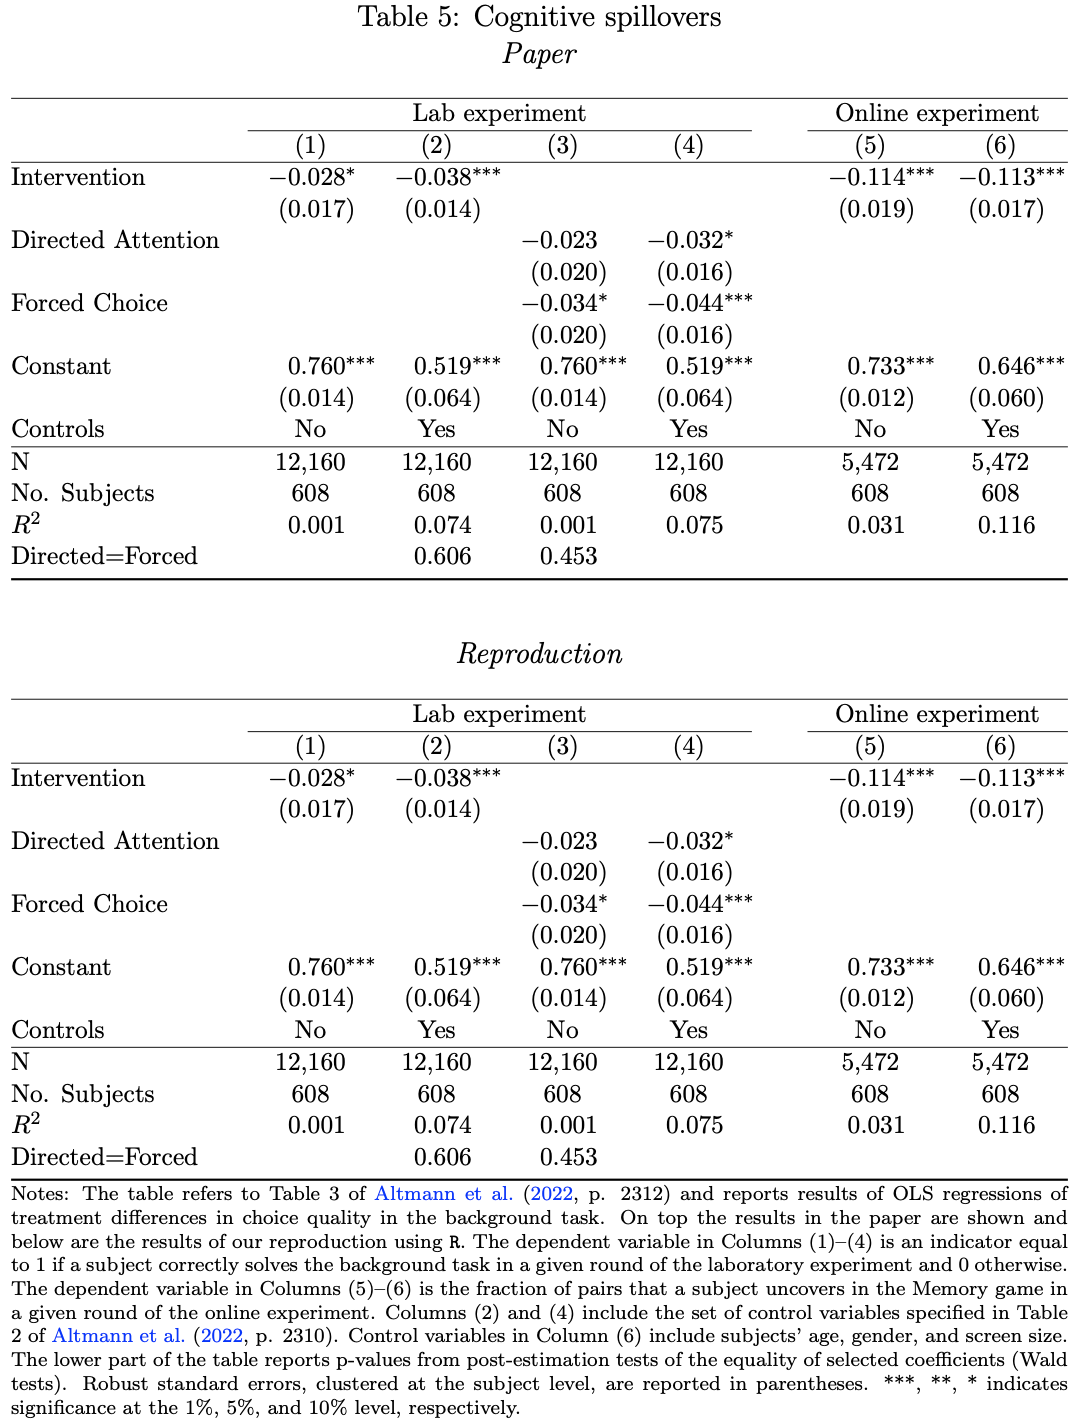 Table 5: Cognitive spillovers
Paper
Lab experiment Online experiment
(1) (2) (3) (4) (5) (6)
Intervention −0.028* −0.038*** −0.114*** −0.113***
(0.017) (0.014) (0.019) (0.017)
Directed Attention −0.023 −0.032*
(0.020) (0.016)
Forced Choice −0.034* −0.044***
(0.020) (0.016)
Constant 0.760*** 0.519*** 0.760*** 0.519*** 0.733*** 0.646***
(0.014) (0.064) (0.014) (0.064) (0.012) (0.060)
Controls No Yes No Yes No Yes
N 12,160 12,160 12,160 12,160 5,472 5,472
No. Subjects 608 608 608 608 608 608
R² 0.001 0.074 0.001 0.075 0.031 0.116
Directed=Forced 0.606 0.453
Reproduction
Lab experiment Online experiment
(1) (2) (3) (4) (5) (6)
Intervention −0.028* −0.038*** −0.114*** −0.113***
(0.017) (0.014) (0.019) (0.017)
Directed Attention −0.023 −0.032*
(0.020) (0.016)
Forced Choice −0.034* −0.044***
(0.020) (0.016)
Constant 0.760*** 0.519*** 0.760*** 0.519*** 0.733*** 0.646***
(0.014) (0.064) (0.014) (0.064) (0.012) (0.060)
Controls No Yes No Yes No Yes
N 12,160 12,160 12,160 12,160 5,472 5,472
No. Subjects 608 608 608 608 608 608
R² 0.001 0.074 0.001 0.075 0.031 0.116
Directed=Forced 0.606 0.453
Notes: The table refers to Table 3 of Altmann et al. (2022, p. 2312) and reports results of OLS regressions of
treatment differences in choice quality in the background task. On top the results in the paper are shown and
below are the results of our reproduction using R. The dependent variable in Columns (1)–(4) is an indicator equal
to 1 if a subject correctly solves the background task in a given round of the laboratory experiment and 0 otherwise.
The dependent variable in Columns (5)–(6) is the fraction of pairs that a subject uncovers in the Memory game in
a given round of the online experiment. Columns (2) and (4) include the set of control variables specified in Table
2 of Altmann et al. (2022, p. 2310). Control variables in Column (6) include subjects' age, gender, and screen size.
The lower part of the table reports p-values from post-estimation tests of the equality of selected coefficients (Wald
tests). Robust standard errors, clustered at the subject level, are reported in parentheses. ***, **, * indicates
significance at the 1%, 5%, and 10% level, respectively.